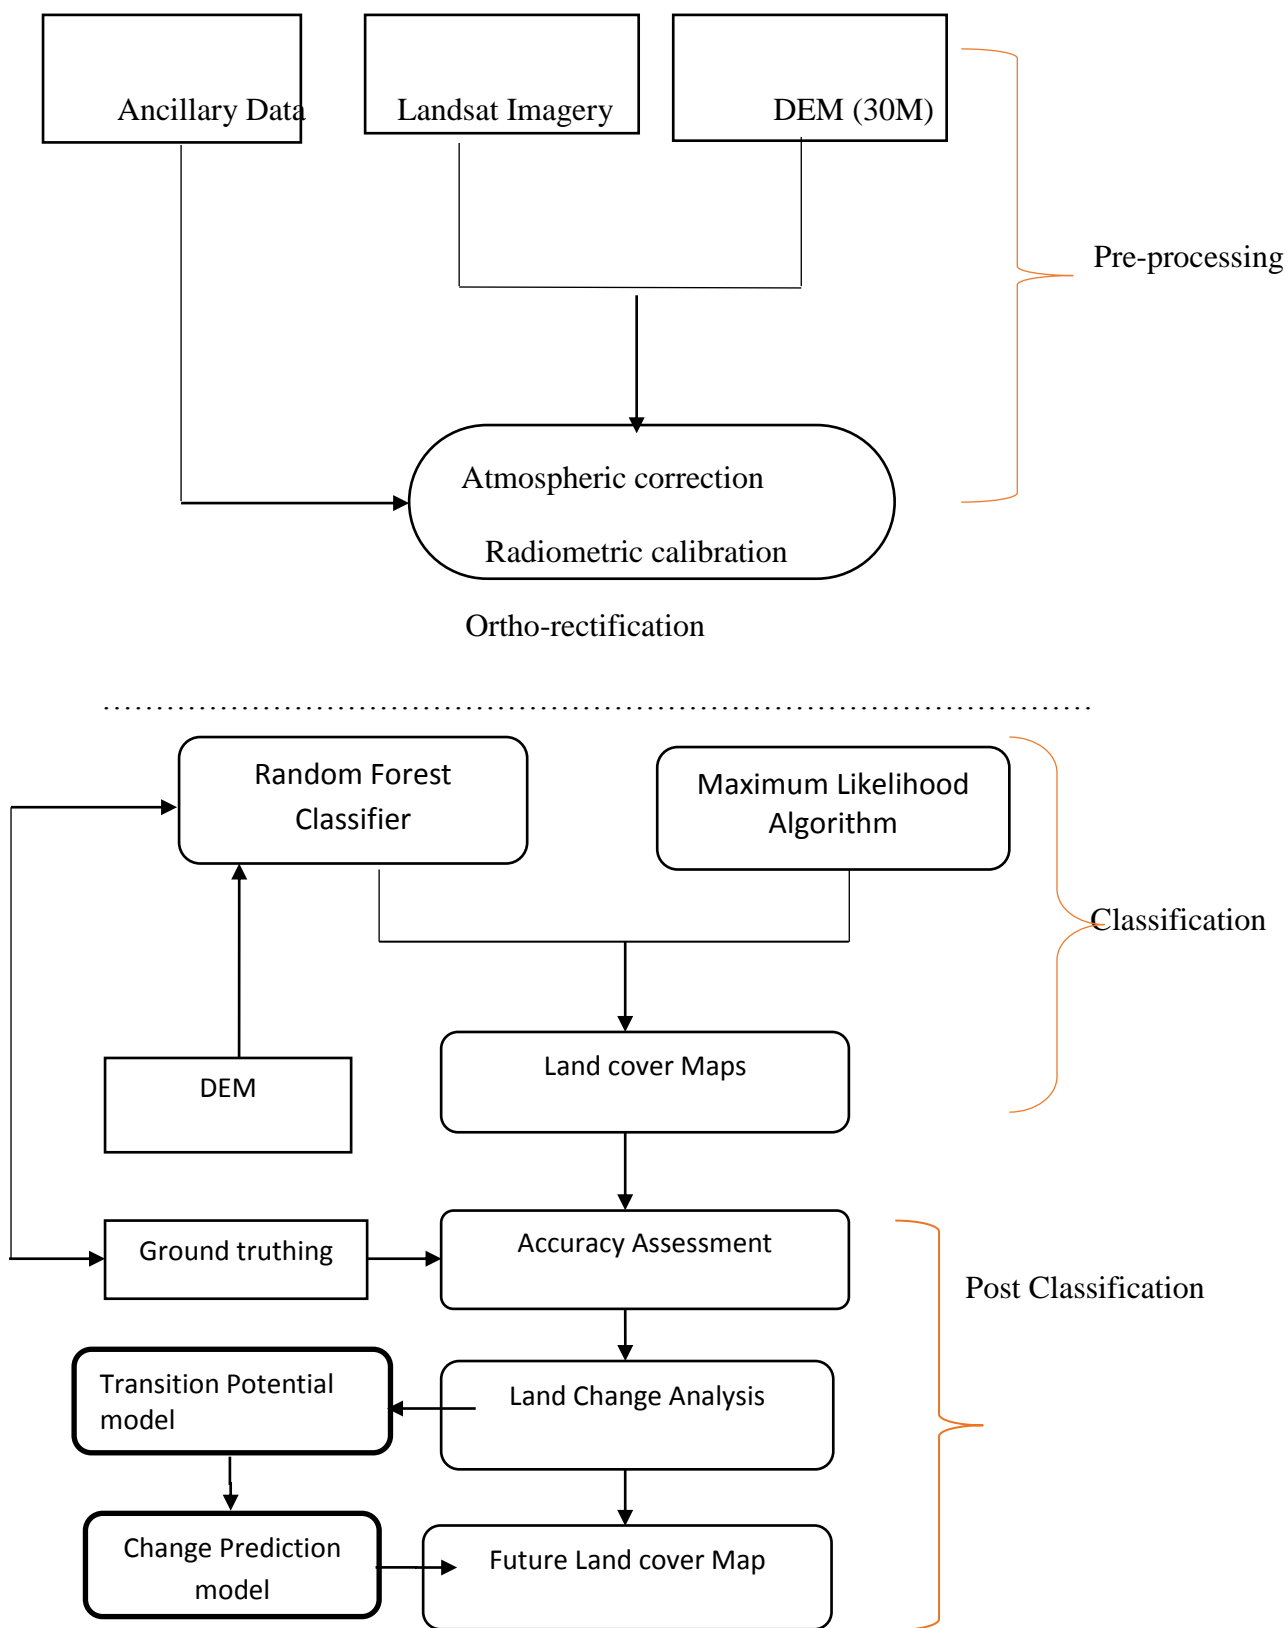 Ancillary Data
Landsat Imagery
DEM (30M)
Pre-processing
Atmospheric correction
Radiometric calibration
Ortho-rectification
Random Forest
Classifier
Maximum Likelihood
Algorithm
Classification
Land cover Maps
DEM
Ground truthing
Accuracy Assessment
Post Classification
Transition Potential
model
Land Change Analysis
Change Prediction
model
Future Land cover Map